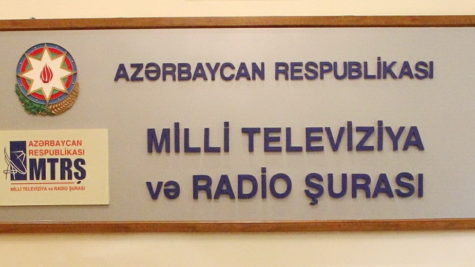 AZƏRBAYCAN RESPUBLİKASI
MİLLİ TELEVİZİYA
və RADİO ŞURASI
AZƏRBAYCAN
RESPUBLİKASI
MTRŞ
MİLLİ TELEVİZİYA və RADİO ŞURASI